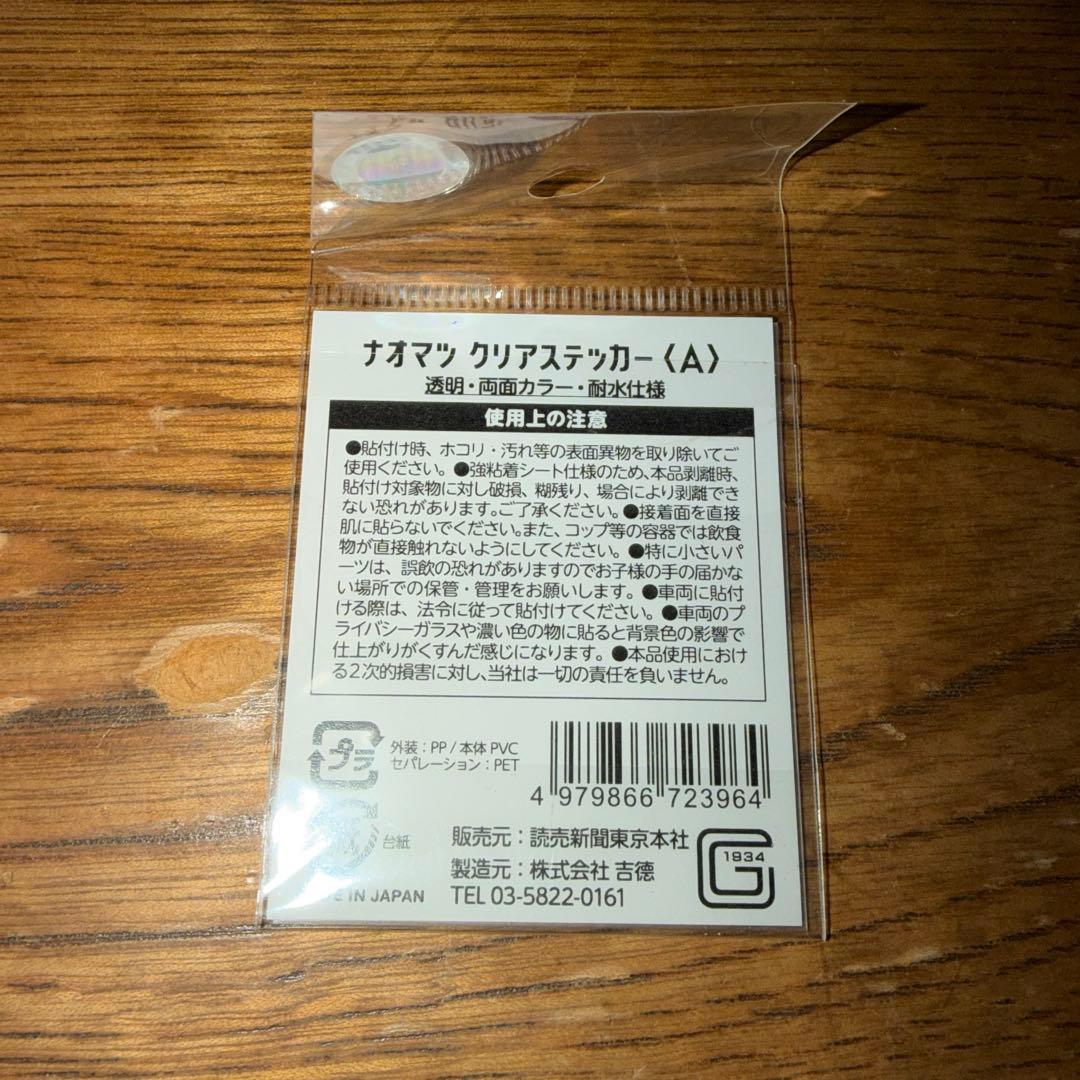 ナオマツ クリアステッカー〈A〉
透明・両面カラー・耐水仕様
使用上の注意
●貼付け時、ホコリ・汚れ等の表面異物を取り除いてご
使用ください。●強粘着シート仕様のため、本品剥離時、
貼付け対象物に対し破損、糊残り、場合により剥離でき
ない恐れがあります。ご了承ください。●接着面を直接
肌に貼らないでください。また、コップ等の容器では飲食
物が直接触れないようにしてください。●特に小さいパ
ーツは、誤飲の恐れがありますのでお子様の手の届かな
い場所での保管・管理をお願いします。●車両に貼付
ける際は、法令に従って貼付けてください。●車両のプ
ライバシーガラスや濃い色の物に貼ると背景色の影響で
仕上がりがくすんだ感じになります。●本品使用におけ
る2次的損害に対し、当社は一切の責任を負いません。
プラ
外装：PP / 本体 PVC
セパレーション：PET
4 979866 723964
台紙
販売元：読売新聞東京本社
製造元：株式会社 吉德
TEL 03-5822-0161
IN JAPAN
G 1934